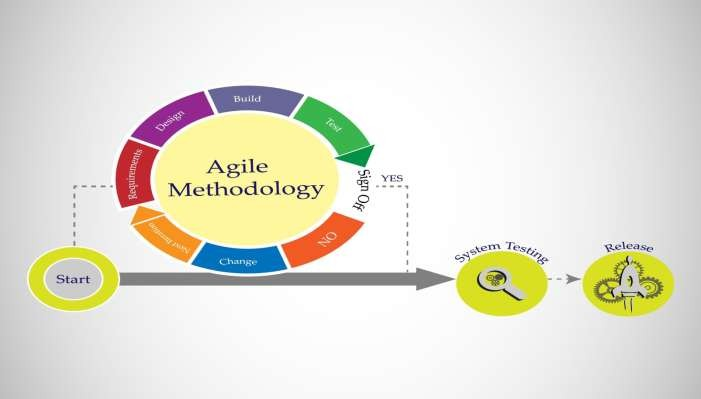 Agile
Methodology
Requirements
Design
Build
Test
Sign Off
YES
NO
Change
Next Iteration
Start
System Testing
Release